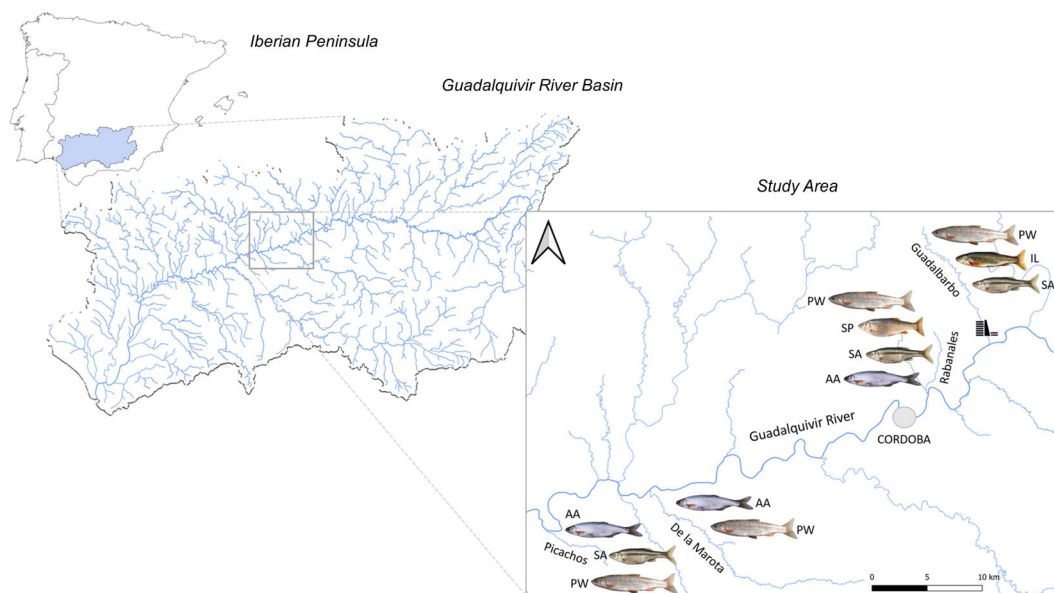 Iberian Peninsula
Guadalquivir River Basin
Study Area
PW
Guadalbarbo
IL
SA
PW
SP
SA
AA
Rabanales
Guadalquivir River
CORDOBA
AA
PW
De la Marota
AA
Picachos
SA
PW
0 5 10 km